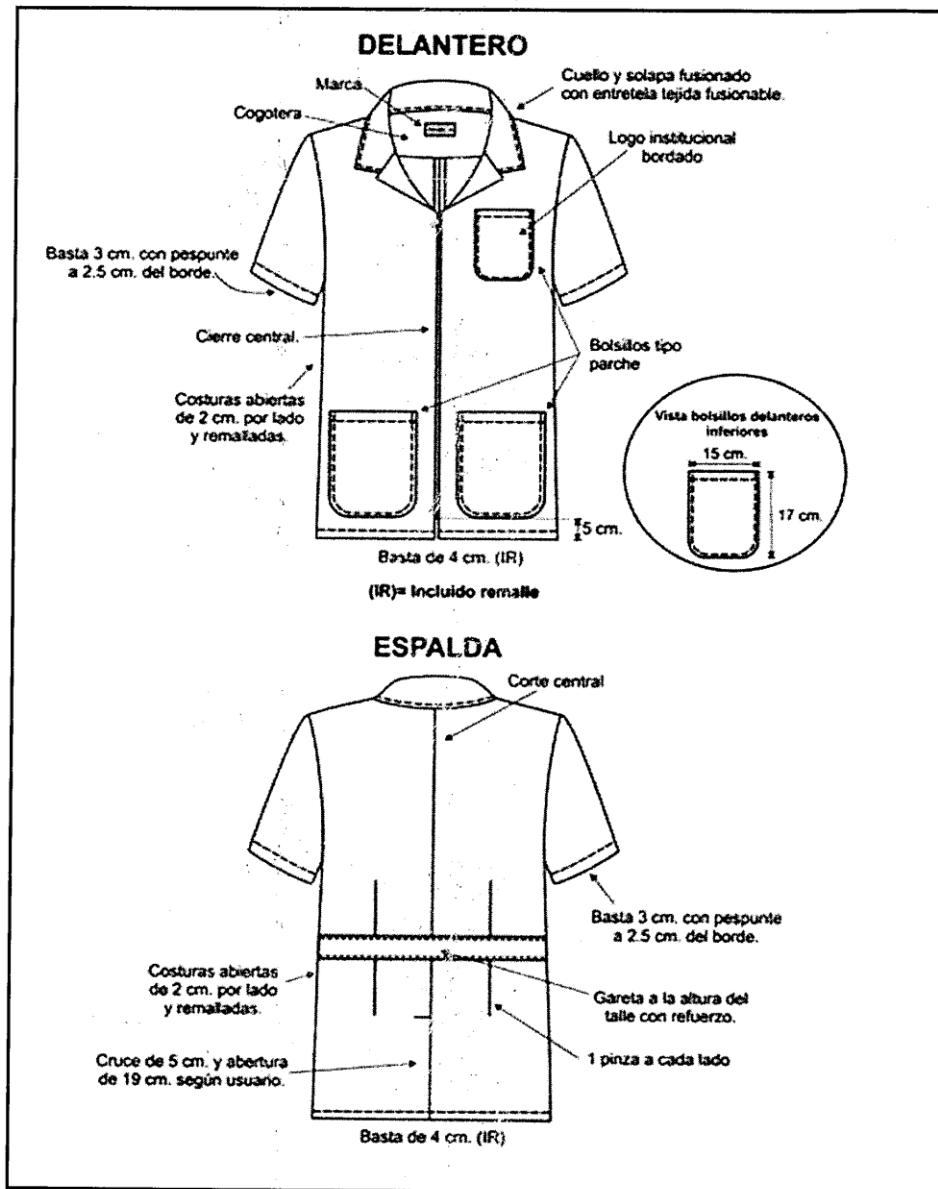 DELANTERO
Marca
Cogotera
Cuello y solapa fusionado
con entretela tejida fusionable.
Logo institucional
bordado
Basta 3 cm. con pespunte
a 2.5 cm. del borde.
Cierre central.
Bolsillos tipo
parche
Costuras abiertas
de 2 cm. por lado
y remalladas.
Vista bolsillos delanteros
inferiores
15 cm.
17 cm.
5 cm.
Basta de 4 cm. (IR)
(IR)= Incluido remalle
ESPALDA
Corte central
Basta 3 cm. con pespunte
a 2.5 cm. del borde.
Costuras abiertas
de 2 cm. por lado
y remalladas.
Gareta a la altura del
talle con refuerzo.
Cruce de 5 cm. y abertura
de 19 cm. según usuario.
1 pinza a cada lado
Basta de 4 cm. (IR)